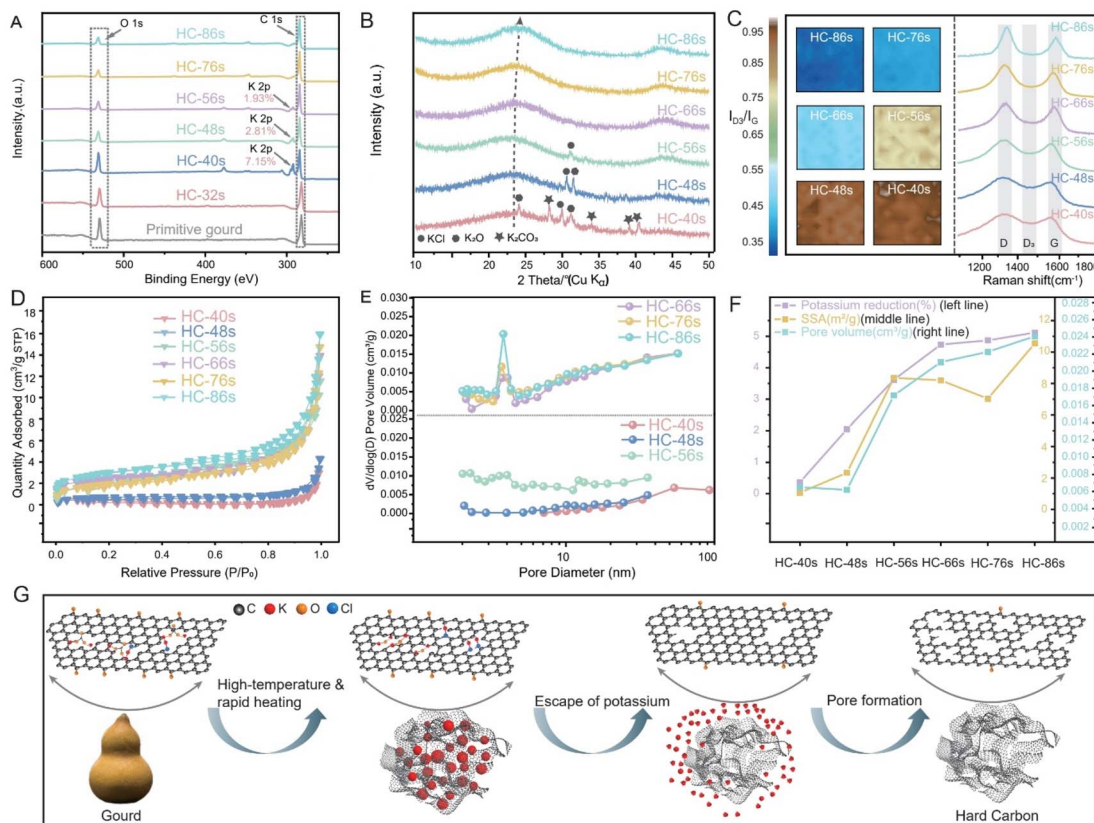 A
O 1s
C 1s
HC-86s
HC-76s
K 2p
1.93%
HC-56s
K 2p
2.81%
HC-48s
K 2p
7.15%
HC-40s
HC-32s
Primitive gourd
Intensity (a.u.)
600 500 400 300 200
Binding Energy (eV)
B
HC-86s
HC-76s
HC-66s
HC-56s
HC-48s
HC-40s
KCl K₂O K₂CO₃
Intensity (a.u.)
10 15 20 25 30 35 40 45 50
2 Theta/°(Cu Kα)
C
0.95
0.85
0.75
0.65
0.55
0.45
0.35
I_D3/I_G
HC-86s HC-76s
HC-66s HC-56s
HC-48s HC-40s
HC-86s
HC-76s
HC-66s
HC-56s
HC-48s
HC-40s
D D₃ G
1200 1400 1600 1800
Raman shift(cm⁻¹)
D
HC-40s
HC-48s
HC-56s
HC-66s
HC-76s
HC-86s
Quantity Adsorbed (cm³/g STP)
18
16
14
12
10
8
6
4
2
0
0.0 0.2 0.4 0.6 0.8 1.0
Relative Pressure (P/P₀)
E
HC-66s
HC-76s
HC-86s
HC-40s
HC-48s
HC-56s
dV/dlog(D) Pore Volume (cm³/g)
0.030
0.025
0.020
0.015
0.010
0.005
0.000
0.025
0.020
0.015
0.010
0.005
0.000
10 100
Pore Diameter (nm)
F
Potassium reduction(%) (left line)
SSA(m²/g)(middle line)
Pore volume(cm³/g)(right line)
5
4
3
2
1
0
12
10
8
6
4
2
0
0.028
0.026
0.024
0.022
0.020
0.018
0.016
0.014
0.012
0.010
0.008
0.006
0.004
0.002
HC-40s HC-48s HC-56s HC-66s HC-76s HC-86s
G
C K O Cl
High-temperature &
rapid heating
Escape of potassium
Pore formation
Gourd
Hard Carbon